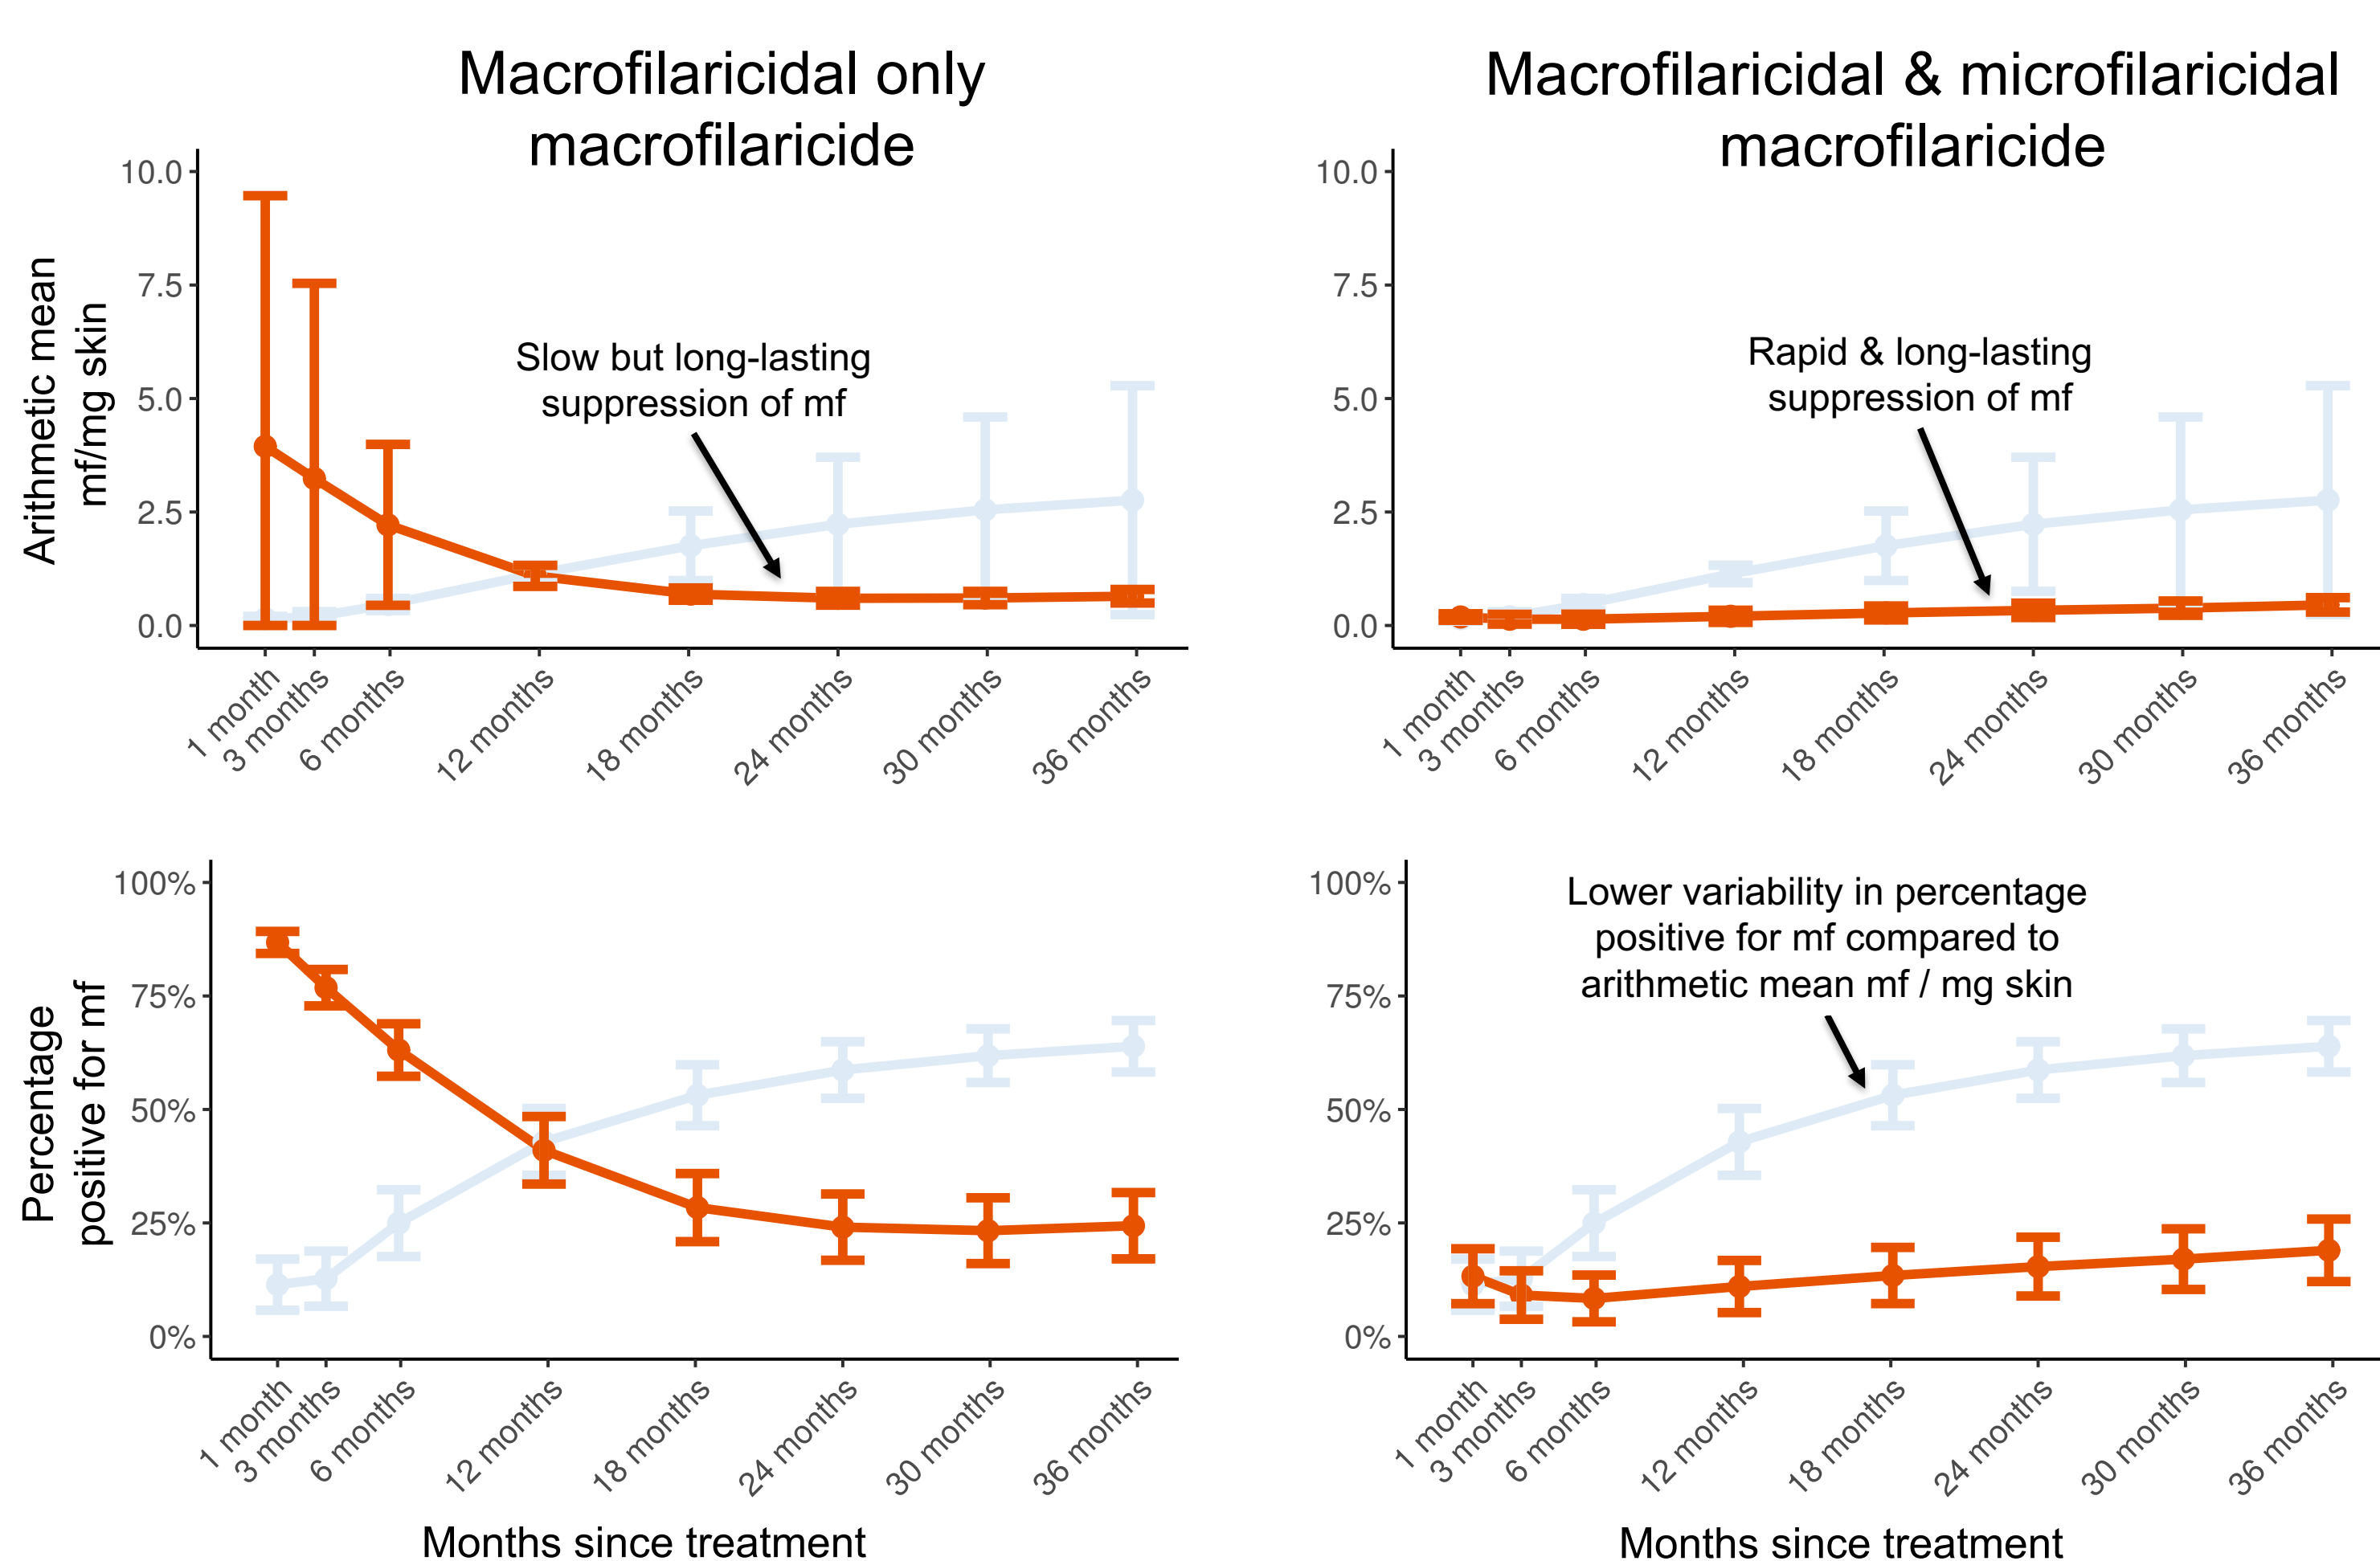 Macrofilaricidal only
macrofilaricide
Arithmetic mean
mf/mg skin
10.0
7.5
5.0
2.5
0.0
Slow but long-lasting
suppression of mf
1 month
3 months
6 months
12 months
18 months
24 months
30 months
36 months
Macrofilaricidal & microfilaricidal
macrofilaricide
10.0
7.5
5.0
2.5
0.0
Rapid & long-lasting
suppression of mf
1 month
3 months
6 months
12 months
18 months
24 months
30 months
36 months
Percentage
positive for mf
100%
75%
50%
25%
0%
1 month
3 months
6 months
12 months
18 months
24 months
30 months
36 months
Months since treatment
100%
75%
50%
25%
0%
Lower variability in percentage
positive for mf compared to
arithmetic mean mf / mg skin
1 month
3 months
6 months
12 months
18 months
24 months
30 months
36 months
Months since treatment